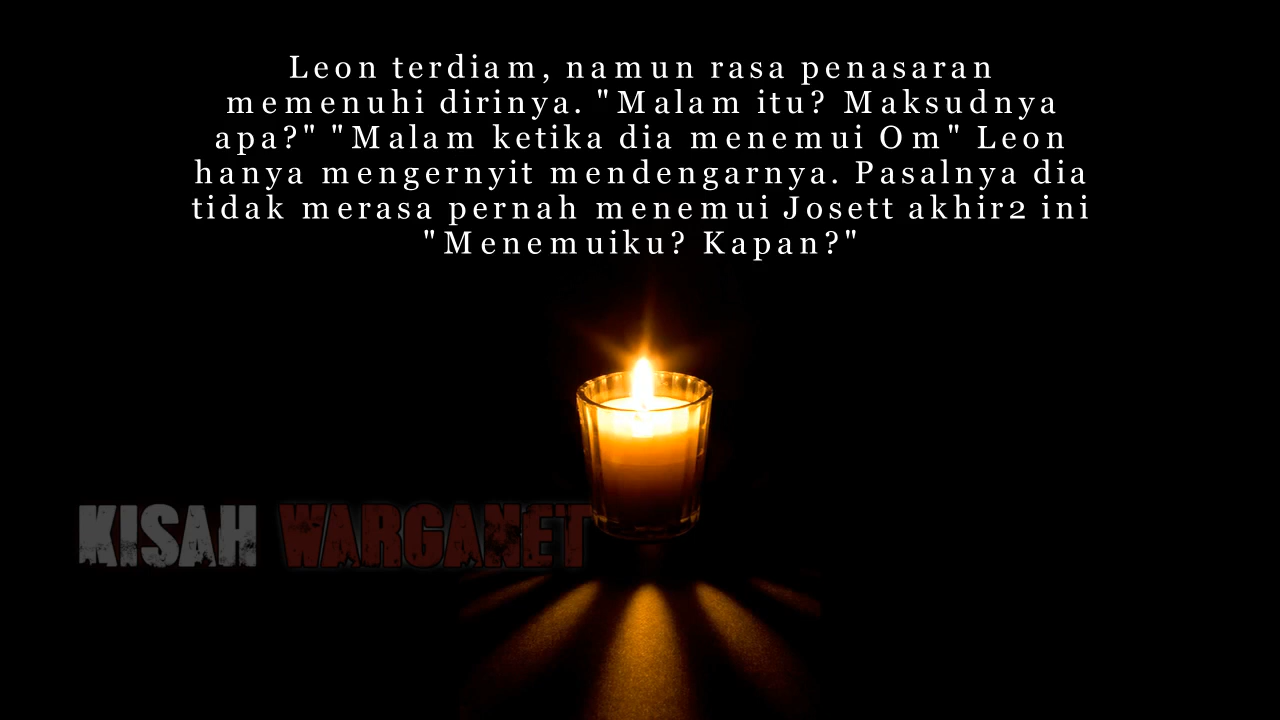 Leon terdiam, namun rasa penasaran
memenuhi dirinya. "Malam itu? Maksudnya
apa?" "Malam ketika dia menemui Om" Leon
hanya mengernyit mendengarnya. Pasalnya dia
tidak merasa pernah menemui Josett akhir2 ini
"Menemuiku? Kapan?"
KISAH WARGANET